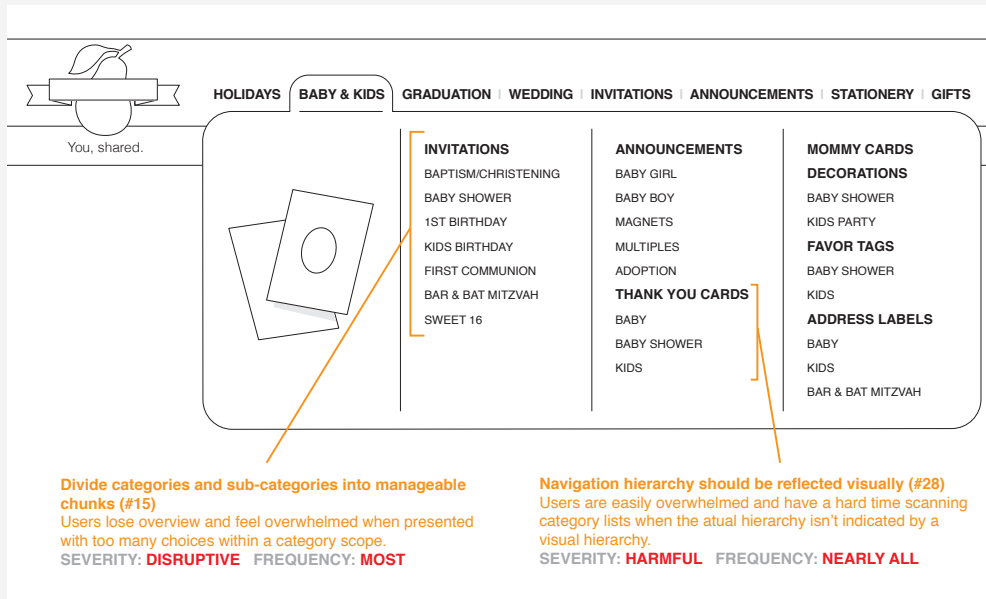 HOLIDAYS BABY & KIDS GRADUATION | WEDDING | INVITATIONS | ANNOUNCEMENTS | STATIONERY | GIFTS
You, shared.
INVITATIONS
BAPTISM/CHRISTENING
BABY SHOWER
1ST BIRTHDAY
KIDS BIRTHDAY
FIRST COMMUNION
BAR & BAT MITZVAH
SWEET 16
ANNOUNCEMENTS
BABY GIRL
BABY BOY
MAGNETS
MULTIPLES
ADOPTION
THANK YOU CARDS
BABY
BABY SHOWER
KIDS
MOMMY CARDS
DECORATIONS
BABY SHOWER
KIDS PARTY
FAVOR TAGS
BABY SHOWER
KIDS
ADDRESS LABELS
BABY
KIDS
BAR & BAT MITZVAH
Divide categories and sub-categories into manageable
chunks (#15)
Users lose overview and feel overwhelmed when presented
with too many choices within a category scope.
SEVERITY: DISRUPTIVE FREQUENCY: MOST
Navigation hierarchy should be reflected visually (#28)
Users are easily overwhelmed and have a hard time scanning
category lists when the atual hierarchy isn't indicated by a
visual hierarchy.
SEVERITY: HARMFUL FREQUENCY: NEARLY ALL